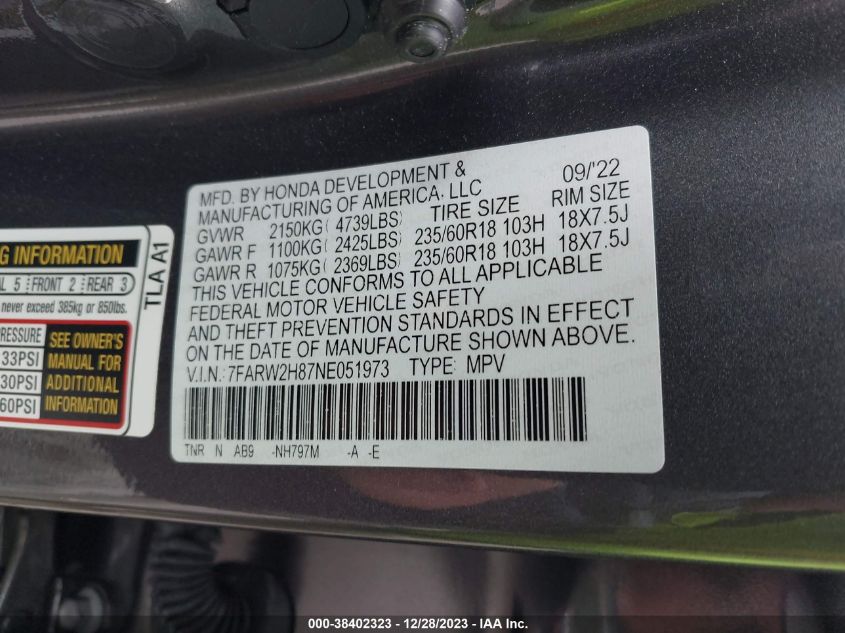 MFD. BY HONDA DEVELOPMENT & 09/'22
MANUFACTURING OF AMERICA, LLC
GVWR 2150KG( 4739LBS) TIRE SIZE RIM SIZE
GAWR F 1100KG( 2425LBS) 235/60R18 103H 18X7.5J
GAWR R 1075KG( 2369LBS) 235/60R18 103H 18X7.5J
THIS VEHICLE CONFORMS TO ALL APPLICABLE
FEDERAL MOTOR VEHICLE SAFETY
AND THEFT PREVENTION STANDARDS IN EFFECT
ON THE DATE OF MANUFACTURE SHOWN ABOVE.
V.I.N. :7FARW2H87NE051973 TYPE: MPV
TNR N AB9 -NH797M -A -E
INFORMATION
5 FRONT 2 REAR 3
never exceed 385kg or 850lbs.
TLA A1
PRESSURE
33PSI
30PSI
60PSI
SEE OWNER'S
MANUAL FOR
ADDITIONAL
INFORMATION
000-38402323 - 12/28/2023 - IAA, Inc.